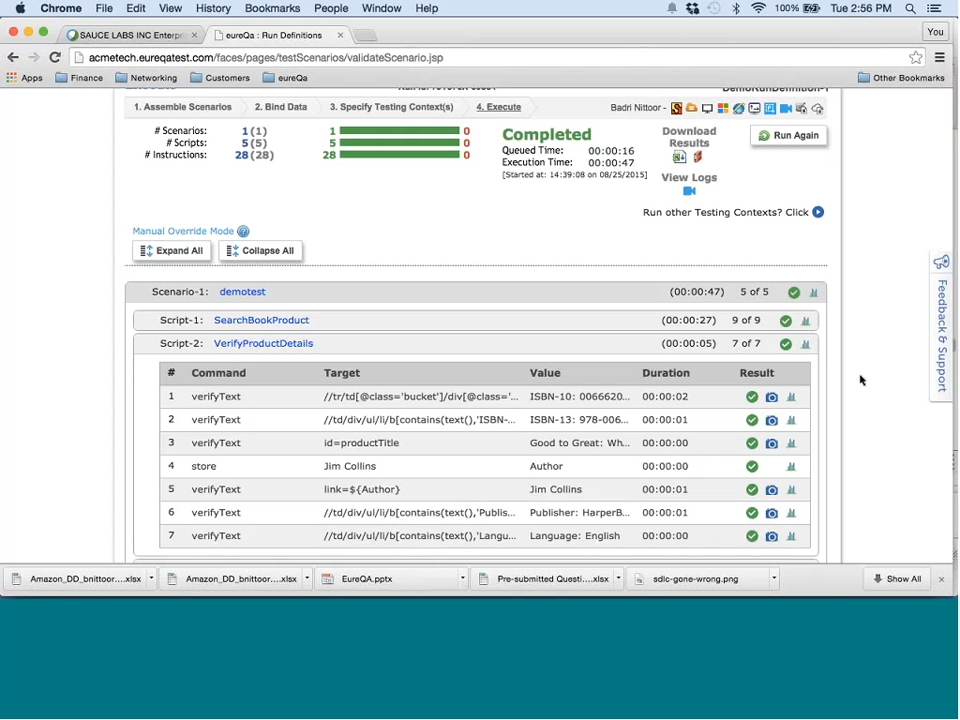 Chrome File Edit View History Bookmarks People Window Help 100% Tue 2:56 PM
SAUCE LABS INC Enterp × eureQa : Run Definitions × You
acmetech.eureqatest.com/faces/pages/testScenarios/validateScenario.jsp
Apps Finance Networking Customers eureQa Other Bookmarks
1. Assemble Scenarios 2. Bind Data 3. Specify Testing Context(s) 4. Execute Badri Nittoor -
# Scenarios: 1 (1) 1 0
# Scripts: 5 (5) 5 0
# Instructions: 28 (28) 28 0
Completed
Queued Time: 00:00:16
Execution Time: 00:00:47
[Started at: 14:39:08 on 08/25/2015]
Download
Results
View Logs
Run Again
Run other Testing Contexts? Click
Manual Override Mode ?
Expand All Collapse All
Feedback & Support
Scenario-1: demotest (00:00:47) 5 of 5
Script-1: SearchBookProduct (00:00:27) 9 of 9
Script-2: VerifyProductDetails (00:00:05) 7 of 7
# Command Target Value Duration Result
1 verifyText //tr/td[@class='bucket']/div[@class='... ISBN-10: 0066620... 00:00:02
2 verifyText //td/div/ul/li/b[contains(text(),'ISBN-... ISBN-13: 978-006... 00:00:01
3 verifyText id=productTitle Good to Great: Wh... 00:00:00
4 store Jim Collins Author 00:00:00
5 verifyText link=${Author} Jim Collins 00:00:01
6 verifyText //td/div/ul/li/b[contains(text(),'Publis... Publisher: HarperB... 00:00:01
7 verifyText //td/div/ul/li/b[contains(text(),'Langu... Language: English 00:00:00
Amazon_DD_bnittoor....xlsx Amazon_DD_bnittoor....xlsx EureQA.pptx Pre-submitted Questi....xlsx sdlc-gone-wrong.png Show All ×